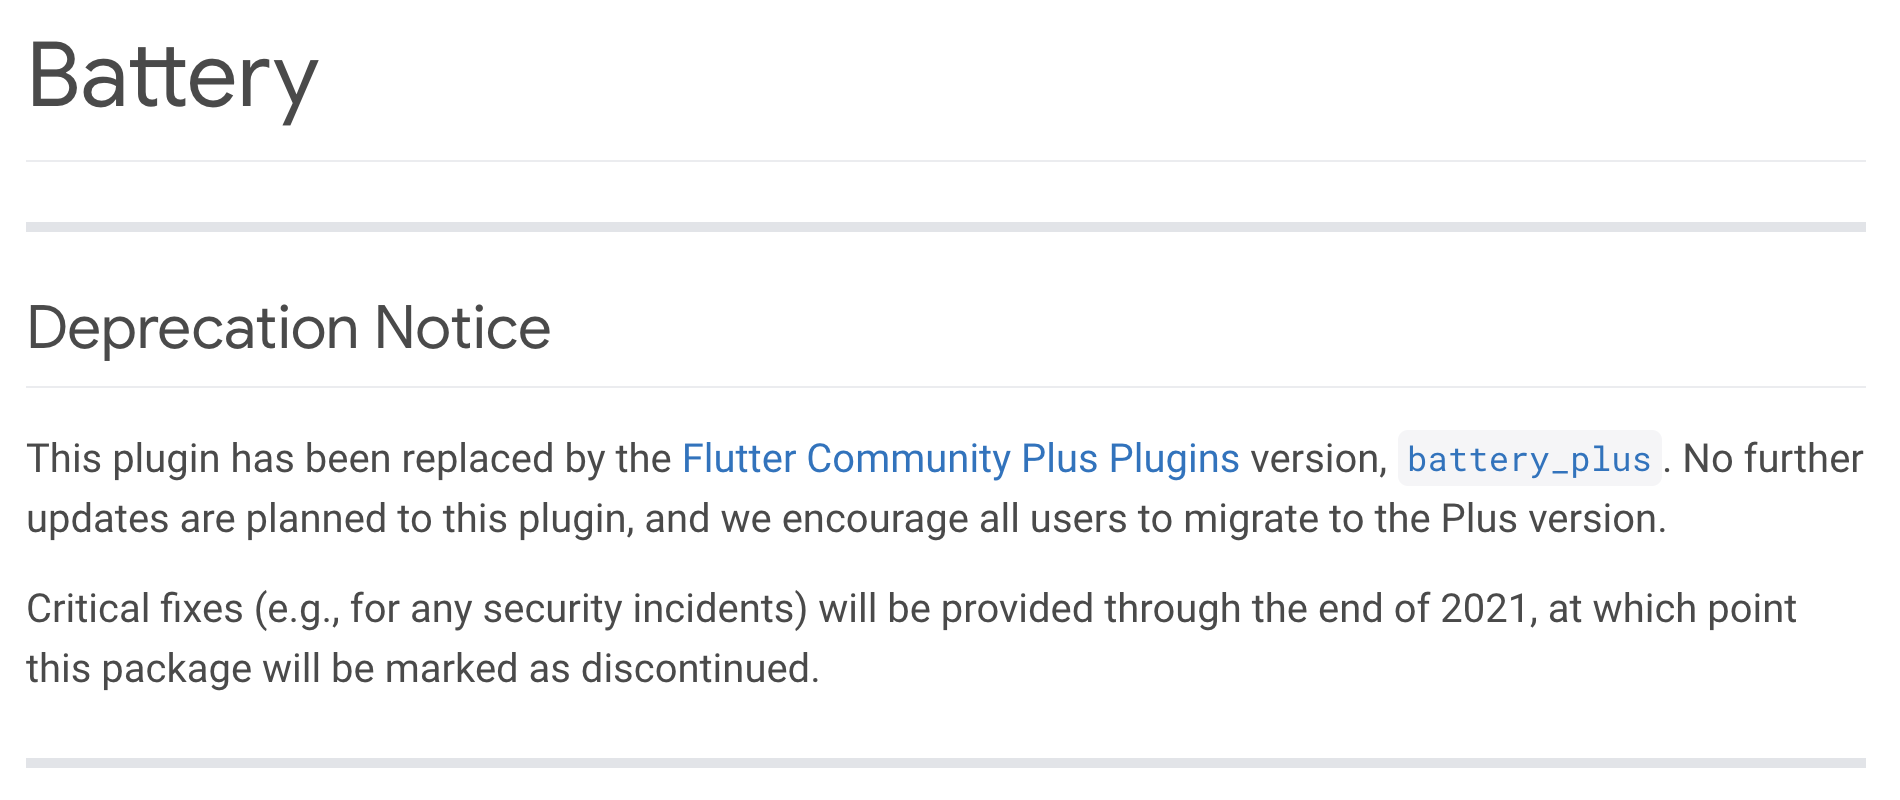 Battery
Deprecation Notice
This plugin has been replaced by the Flutter Community Plus Plugins version, battery_plus. No further
updates are planned to this plugin, and we encourage all users to migrate to the Plus version.
Critical fixes (e.g., for any security incidents) will be provided through the end of 2021, at which point
this package will be marked as discontinued.